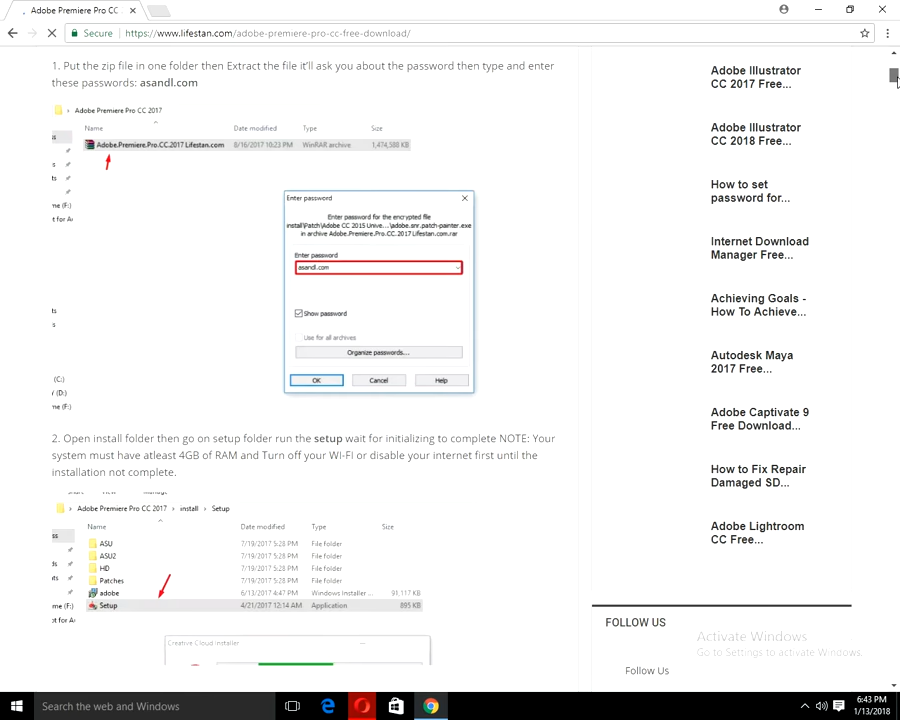 Adobe Premiere Pro CC
Secure
https://www.lifestan.com/adobe-premiere-pro-cc-free-download/
1. Put the zip file in one folder then Extract the file it'll ask you about the password then type and enter
these passwords: asandl.com
Adobe Premiere Pro CC 2017
Name Date modified Type Size
Adobe.Premiere.Pro.CC.2017 Lifestan.com 8/16/2017 10:23 PM WinRAR archive 1,474,588 KB
Enter password
Enter password for the encrypted file
install\Patch\Adobe CC 2015 Unive...\adobe.snr.patch-painter.exe
in archive Adobe.Premiere.Pro.CC.2017 Lifestan.com.rar
Enter password
asandl.com
Show password
Use for all archives
Organize passwords...
OK Cancel Help
me (F:)
(C:)
(D:)
me (F:)
2. Open install folder then go on setup folder run the setup wait for initializing to complete NOTE: Your
system must have atleast 4GB of RAM and Turn off your WI-FI or disable your internet first until the
installation not complete.
Adobe Premiere Pro CC 2017 › install › Setup
Name Date modified Type Size
ASU 7/19/2017 5:28 PM File folder
ASU2 7/19/2017 5:28 PM File folder
HD 7/19/2017 5:28 PM File folder
Patches 7/19/2017 5:28 PM File folder
adobe 6/13/2017 4:47 PM Windows Installer ... 91,117 KB
Setup 4/21/2017 12:14 AM Application 895 KB
me (F:)
Creative Cloud Installer
Adobe Illustrator
CC 2017 Free...
Adobe Illustrator
CC 2018 Free...
How to set
password for...
Internet Download
Manager Free...
Achieving Goals -
How To Achieve...
Autodesk Maya
2017 Free...
Adobe Captivate 9
Free Download...
How to Fix Repair
Damaged SD...
Adobe Lightroom
CC Free...
FOLLOW US
Follow Us
Activate Windows
Go to Settings to activate Windows.
Search the web and Windows
6:43 PM
1/13/2018